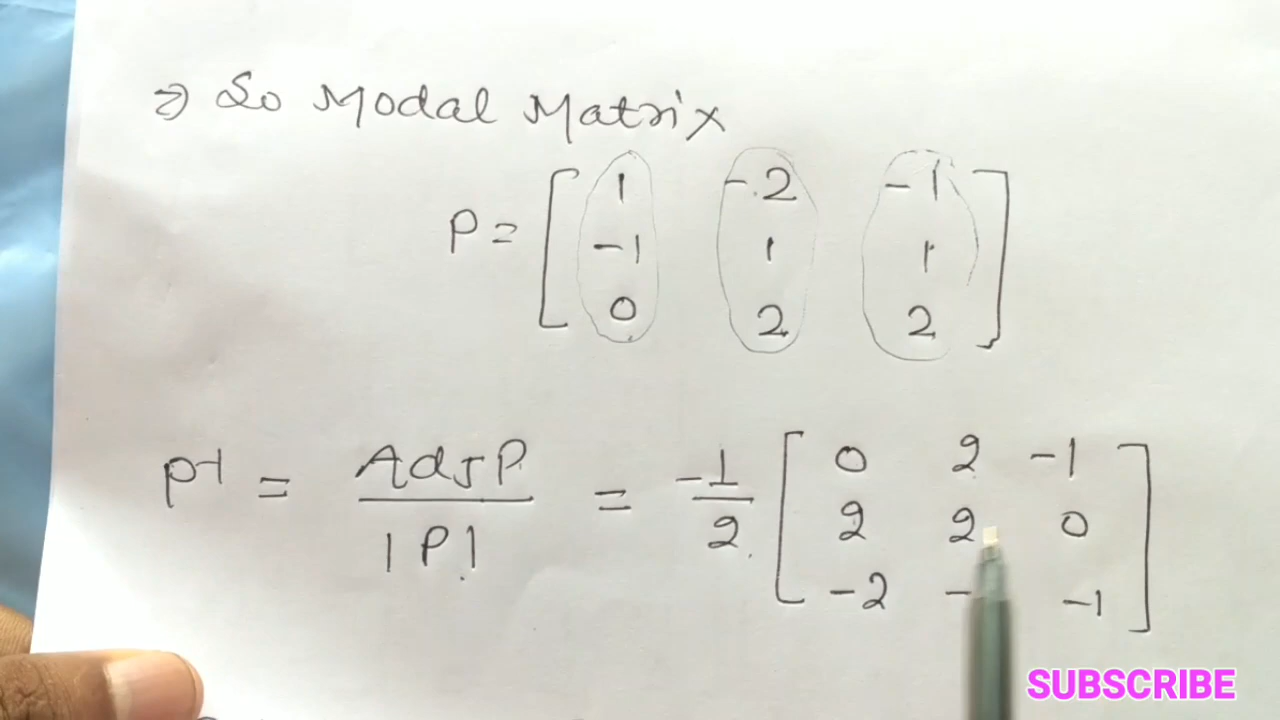 ⇒ So Modal Matrix
P = [ 1 -2 -1
-1 1 1
0 2 2 ]
P-1 = Adj P / |P| = -1/2 [ 0 2 -1
2 2 0
-2 - -1 ]
SUBSCRIBE